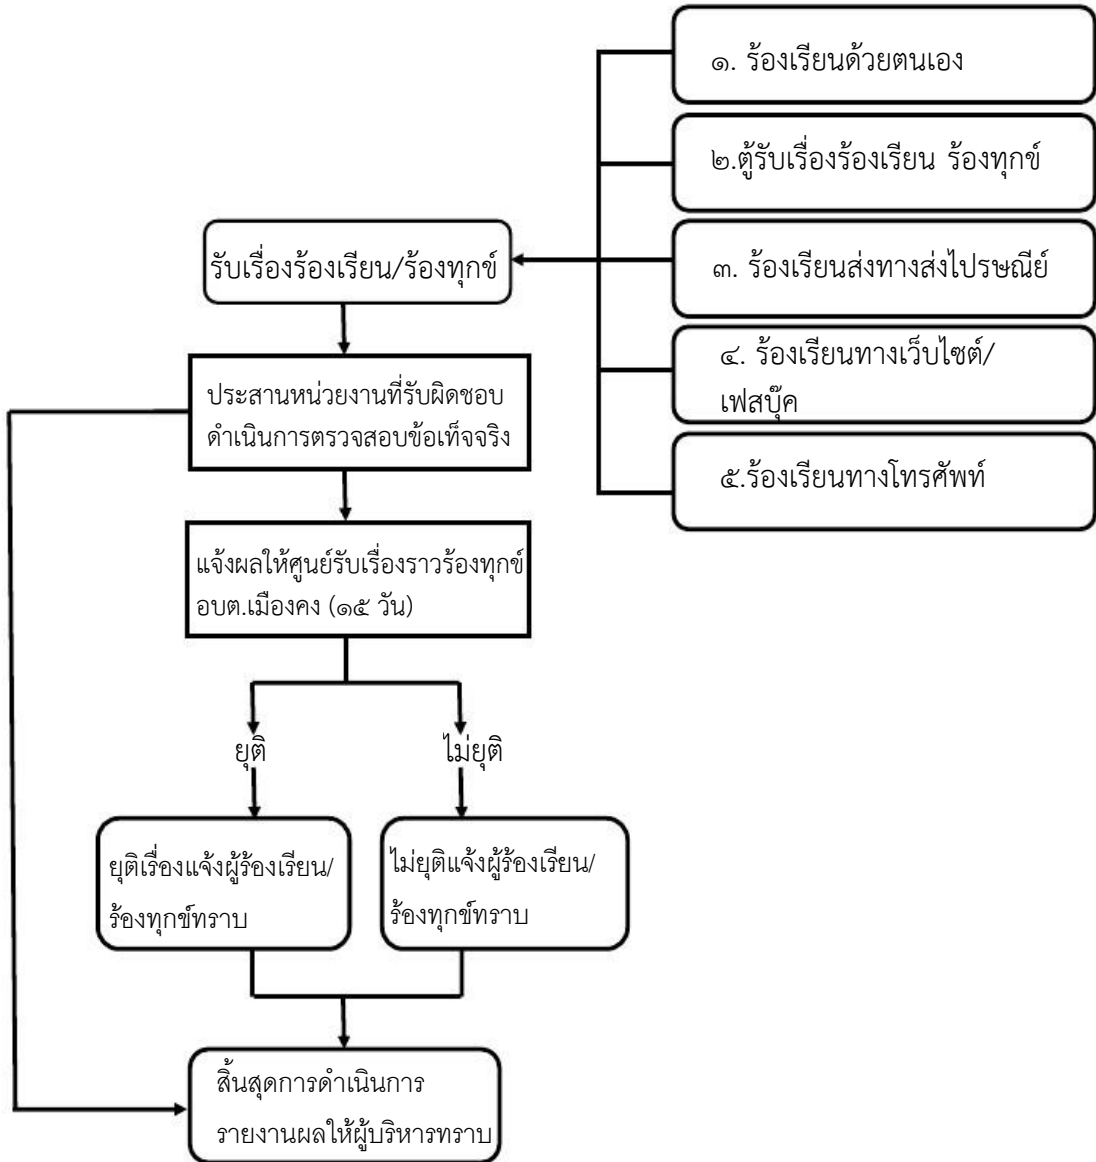 ๑. ร้องเรียนด้วยตนเอง
๒.ตู้รับเรื่องร้องเรียน ร้องทุกข์
รับเรื่องร้องเรียน/ร้องทุกข์
๓. ร้องเรียนส่งทางส่งไปรษณีย์
๔. ร้องเรียนทางเว็บไซต์/
เฟสบุ๊ค
๕.ร้องเรียนทางโทรศัพท์
ประสานหน่วยงานที่รับผิดชอบ
ดำเนินการตรวจสอบข้อเท็จจริง
แจ้งผลให้ศูนย์รับเรื่องราวร้องทุกข์
อบต.เมืองคง (๑๕ วัน)
ยุติ
ไม่ยุติ
ยุติเรื่องแจ้งผู้ร้องเรียน/
ร้องทุกข์ทราบ
ไม่ยุติแจ้งผู้ร้องเรียน/
ร้องทุกข์ทราบ
สิ้นสุดการดำเนินการ
รายงานผลให้ผู้บริหารทราบ